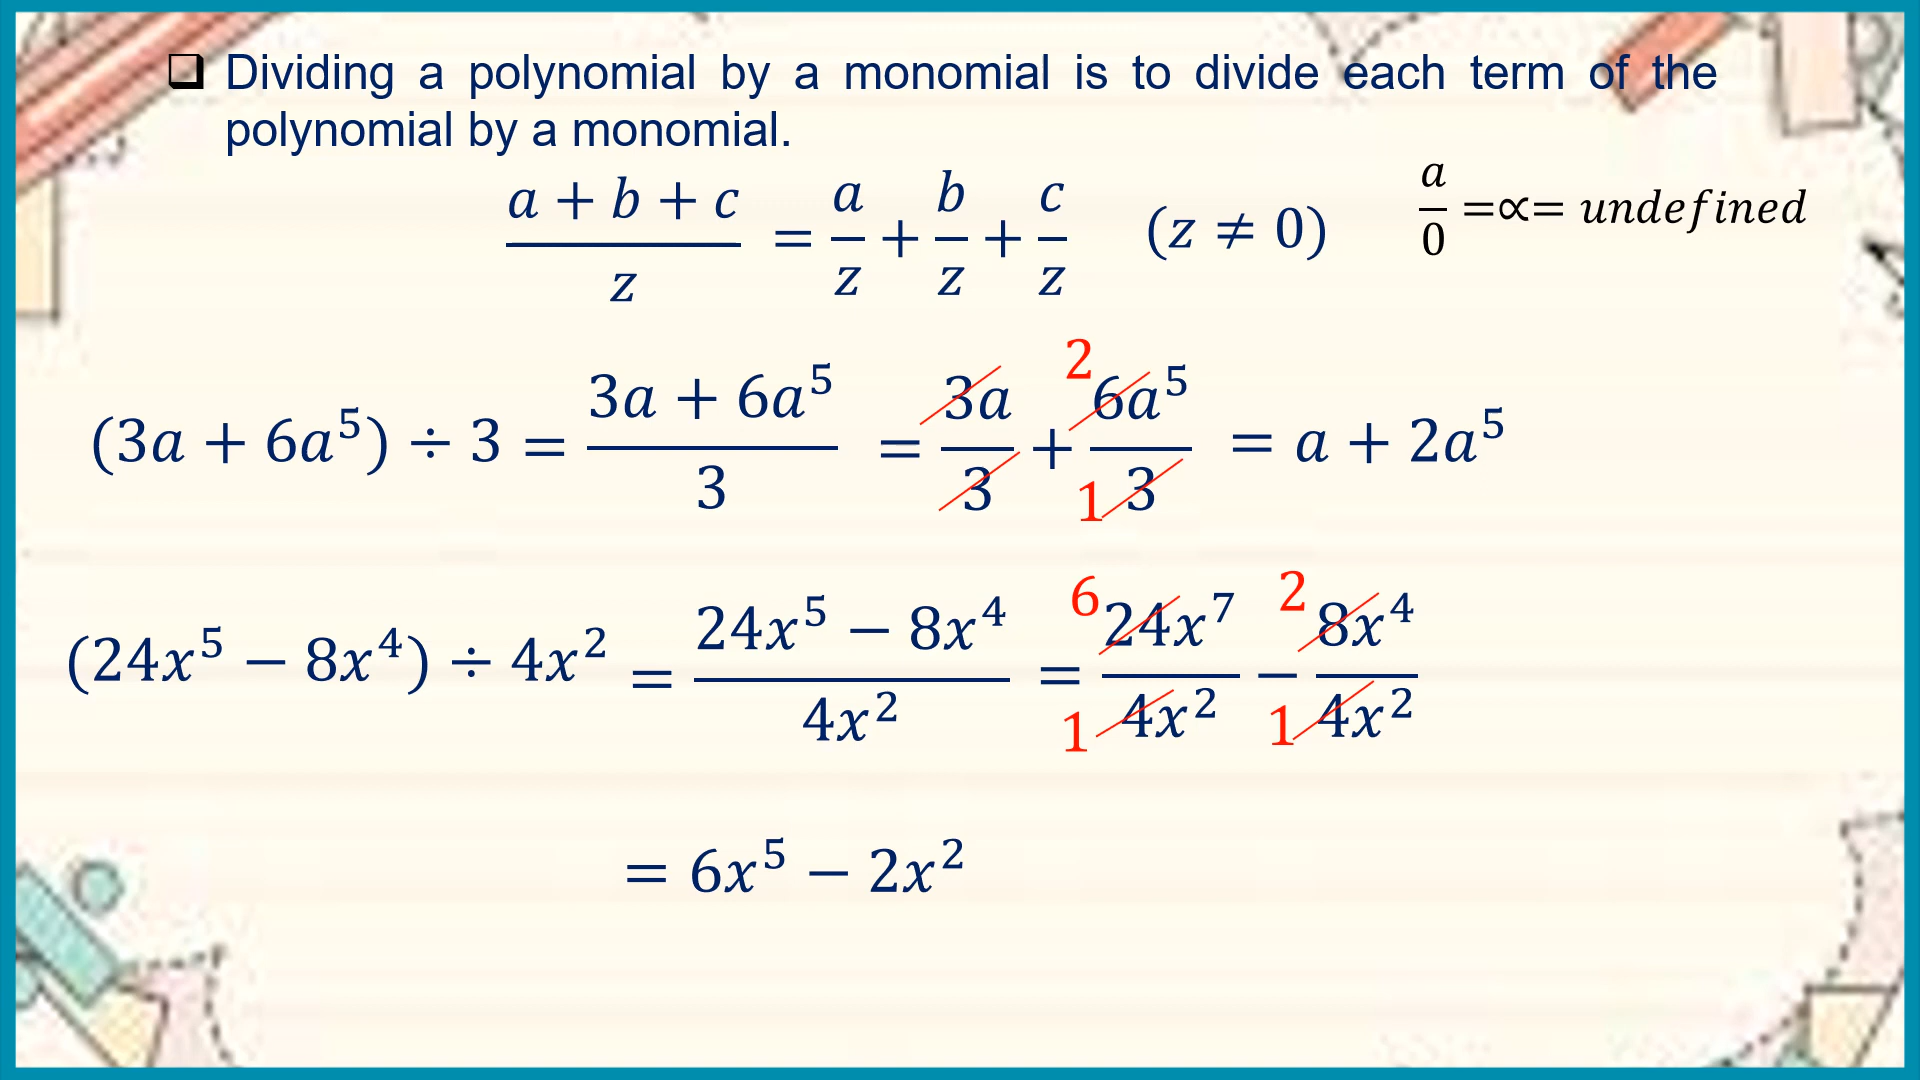 ❑ Dividing a polynomial by a monomial is to divide each term of the
polynomial by a monomial.
(a + b + c)/z = a/z + b/z + c/z (z ≠ 0) a/0 =∝= undefined
(3a + 6a⁵) ÷ 3 = (3a + 6a⁵)/3 = 3a/3 + 2 6a⁵/1 3 = a + 2a⁵
(24x⁵ − 8x⁴) ÷ 4x² = (24x⁵ − 8x⁴)/4x² = 6 24x⁷/1 4x² − 2 8x⁴/1 4x²
= 6x⁵ − 2x²